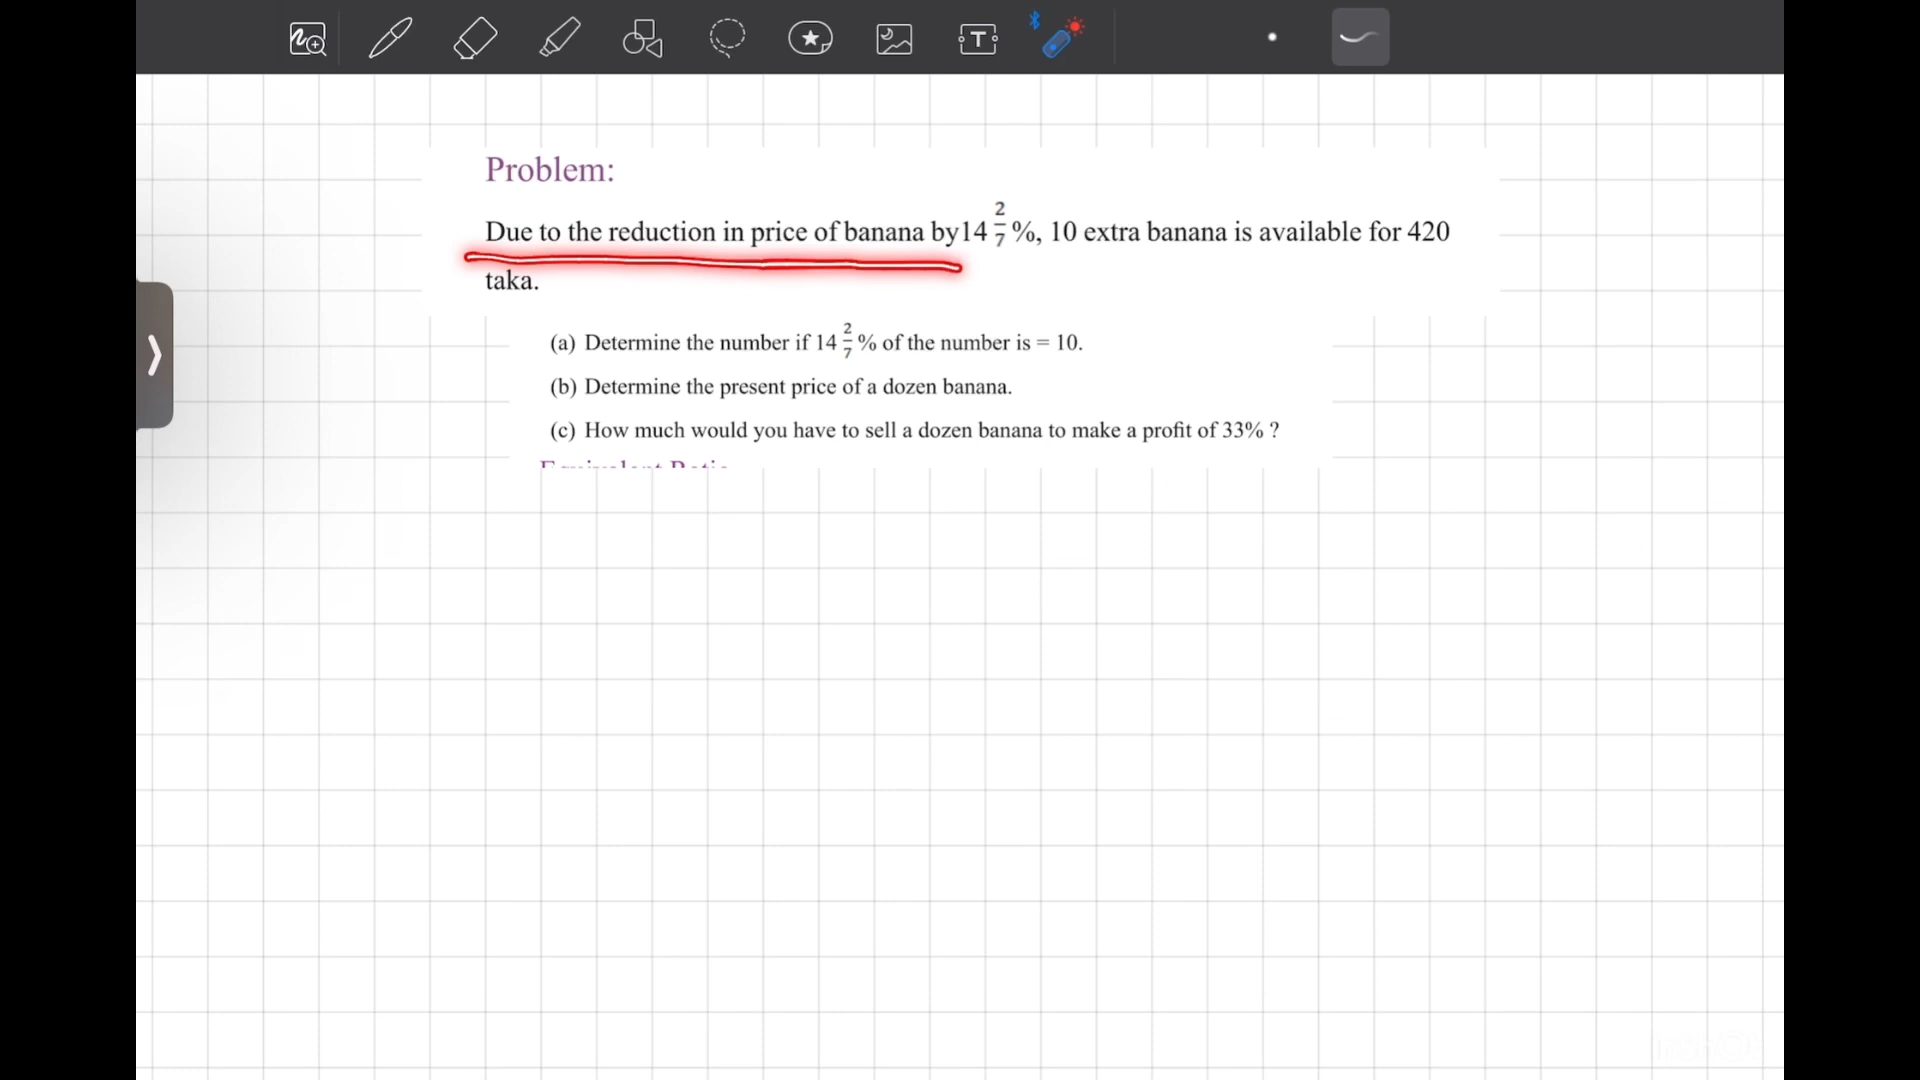 Problem:
Due to the reduction in price of banana by14 2/7 %, 10 extra banana is available for 420
taka.
(a) Determine the number if 14 2/7 % of the number is = 10.
(b) Determine the present price of a dozen banana.
(c) How much would you have to sell a dozen banana to make a profit of 33% ?